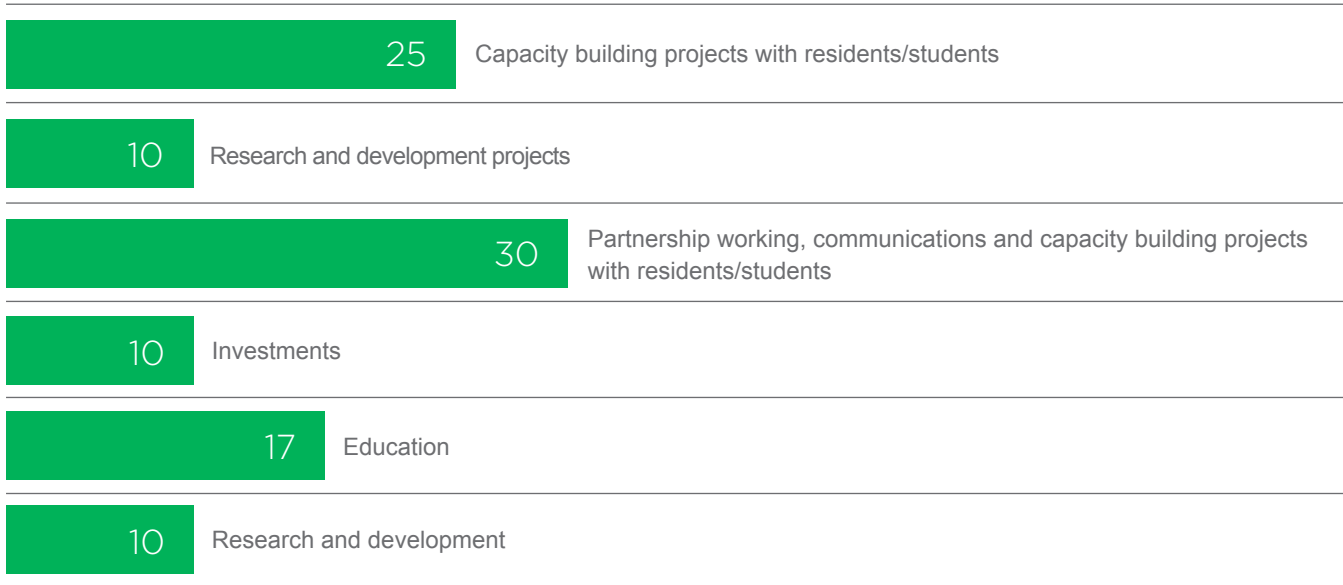 25 Capacity building projects with residents/students
10 Research and development projects
30 Partnership working, communications and capacity building projects
with residents/students
10 Investments
17 Education
10 Research and development